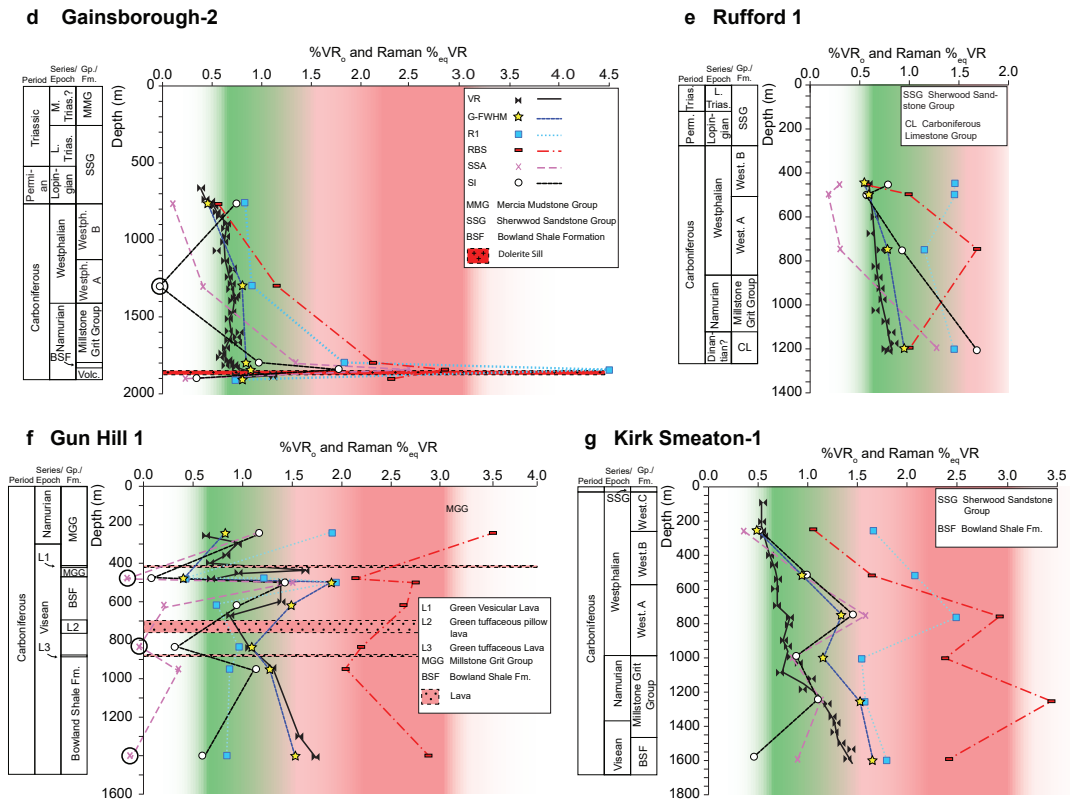 d Gainsborough-2
%VRo and Raman %eqVR
0.0 0.5 1.0 1.5 2.0 2.5 3.0 3.5 4.0 4.5
Period
Series/ Epoch
Gp./ Fm.
Triassic
M. Trias.?
MMG
L. Trias.
SSG
Permi- an
Lopin- gian
Carboniferous
Westphalian
Westph. B
Westph. A
Namurian
Millstone Grit Group
BSF
Volc.
Depth (m)
0
500
1000
1500
2000
VR
G-FWHM
R1
RBS
SSA
SI
MMG Mercia Mudstone Group
SSG Sherwwod Sandstone Group
BSF Bowland Shale Formation
Dolerite Sill
e Rufford 1
%VRo and Raman %eqVR
0.0 0.5 1.0 1.5 2.0
Period
Series/ Epoch
Gp./ Fm.
Trias.
L. Trias.
SSG
Perm.
Lopin- gian
Carboniferous
Westphalian
West. B
West. A
Namurian
Millstone Grit Group
Dinan- tian?
CL
Depth (m)
0
200
400
600
800
1000
1200
1400
SSG Sherwood Sand-
stone Group
CL Carboniferous
Limestone Group
f Gun Hill 1
%VRo and Raman %eqVR
0.0 0.5 1.0 1.5 2.0 2.5 3.0 3.5 4.0
Period
Series/ Epoch
Gp./ Fm.
Carboniferous
Namurian
MGG
L1
MGG
Visean
BSF
L2
L3
Bowland Shale Fm.
Depth (m)
0
200
400
600
800
1000
1200
1400
1600
MGG
L1 Green Vesicular Lava
L2 Green tuffaceous pillow
lava
L3 Green tuffaceous Lava
MGG Millstone Grit Group
BSF Bowland Shale Fm.
Lava
g Kirk Smeaton-1
%VRo and Raman %eqVR
0.0 0.5 1.0 1.5 2.0 2.5 3.0 3.5
Period
Series/ Epoch
Gp./ Fm.
SSG
Carboniferous
Westphalian
West.C
West.B
West. A
Namurian
Millstone Grit Group
Visean
BSF
Depth (m)
0
200
400
600
800
1000
1200
1400
1600
SSG Sherwood Sandstone
Group
BSF Bowland Shale Fm.